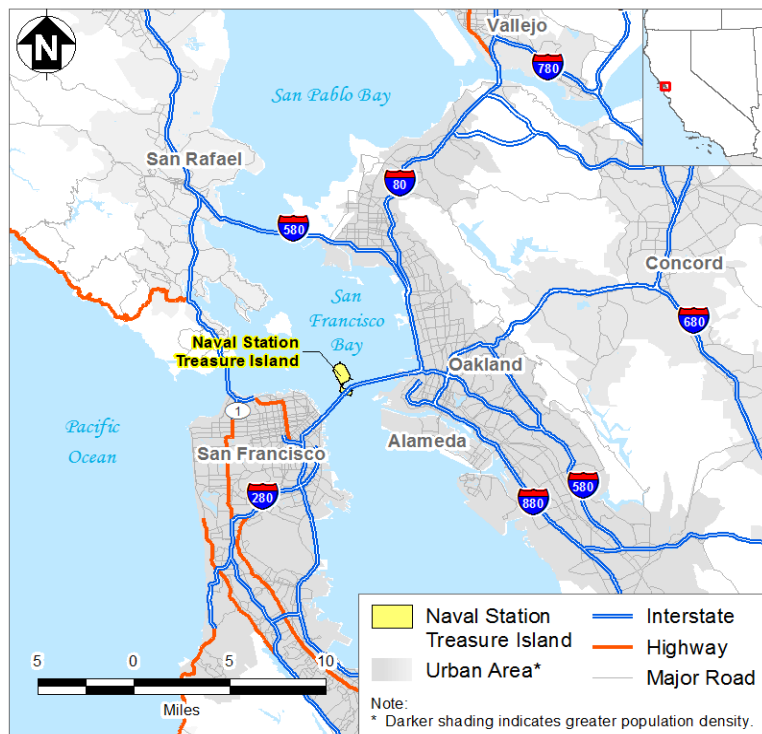 N
Vallejo
780
San Pablo Bay
San Rafael
80
580
Concord
San
Francisco
Bay
680
Naval Station
Treasure Island
Oakland
1
Pacific
Ocean
San Francisco
Alameda
280
580
880
Naval Station
Treasure Island
Urban Area*
Interstate
Highway
Major Road
Note:
* Darker shading indicates greater population density.
5 0 5 10
Miles